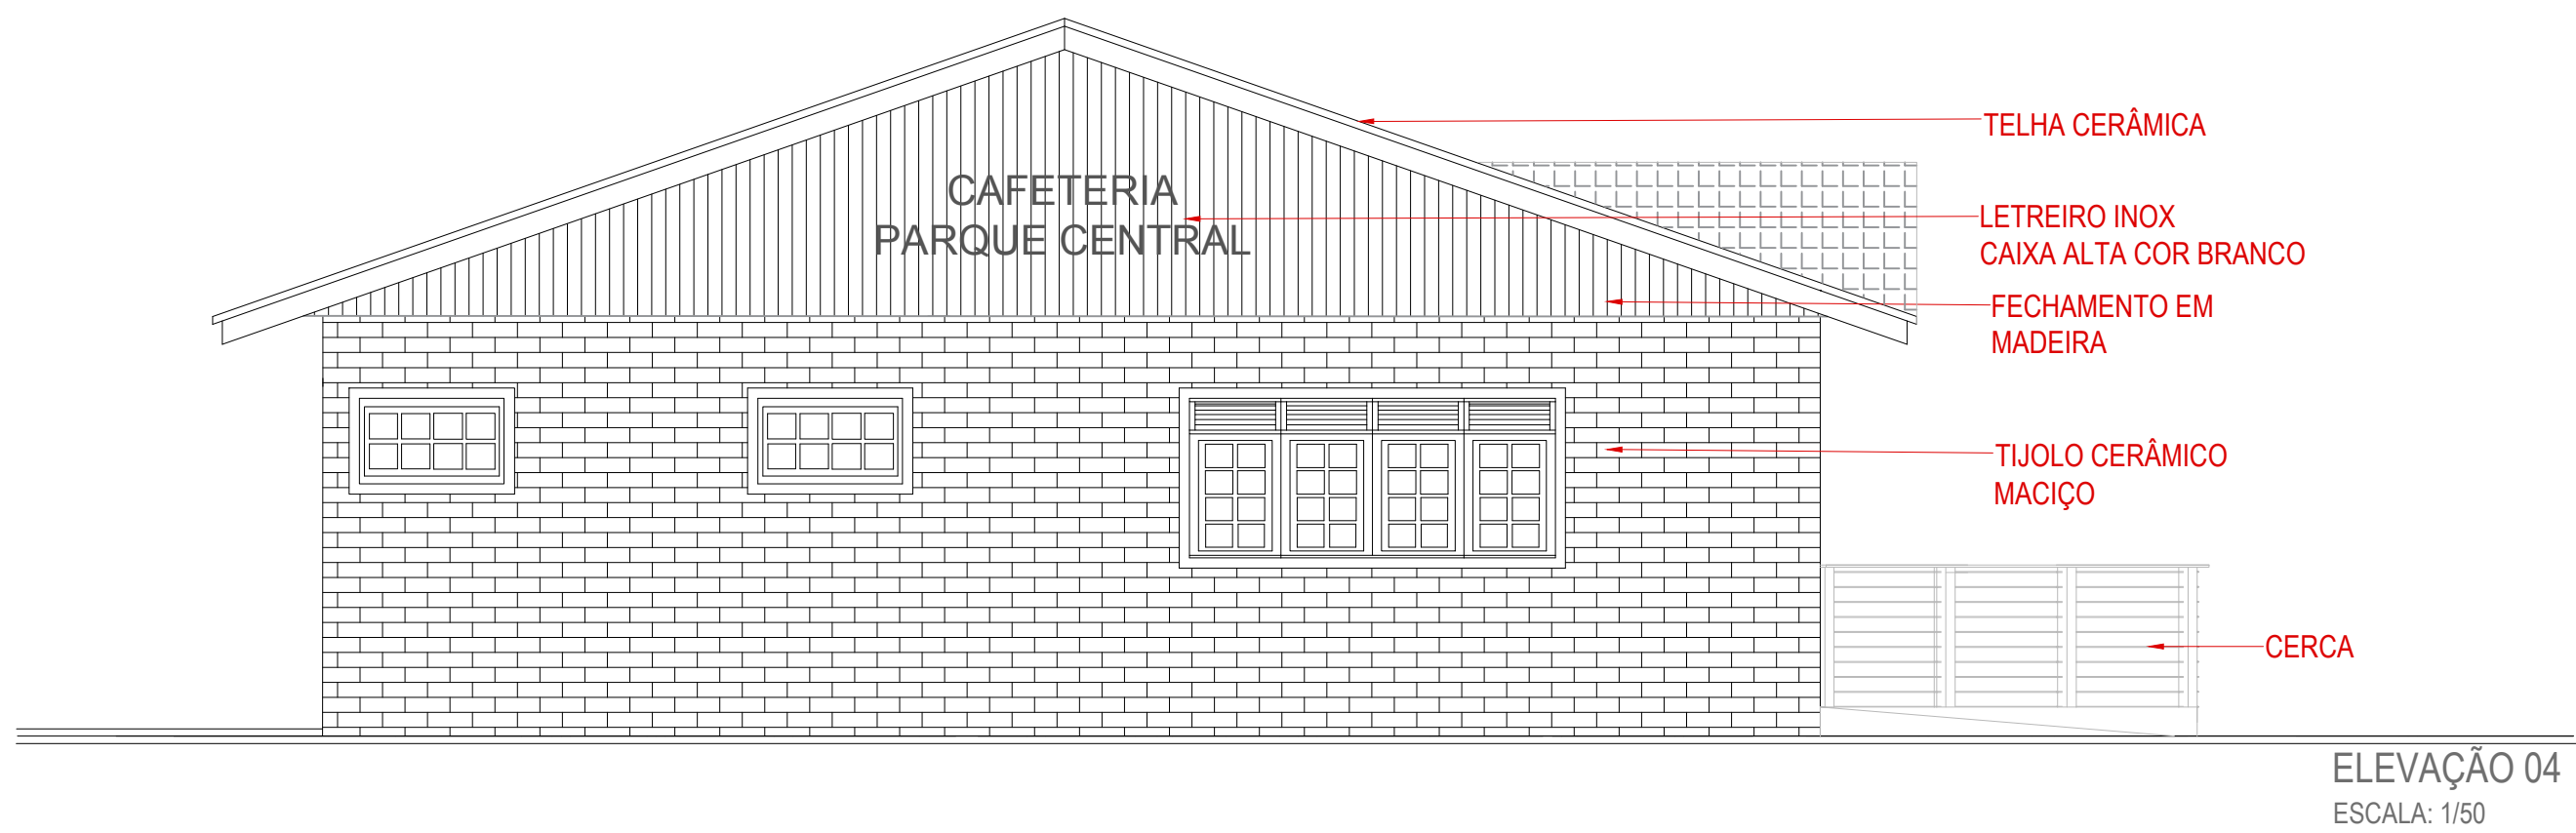 TELHA CERÂMICA
CAFETERIA
PARQUE CENTRAL
LETREIRO INOX
CAIXA ALTA COR BRANCO
FECHAMENTO EM
MADEIRA
TIJOLO CERÂMICO
MACIÇO
CERCA
ELEVAÇÃO 04
ESCALA: 1/50